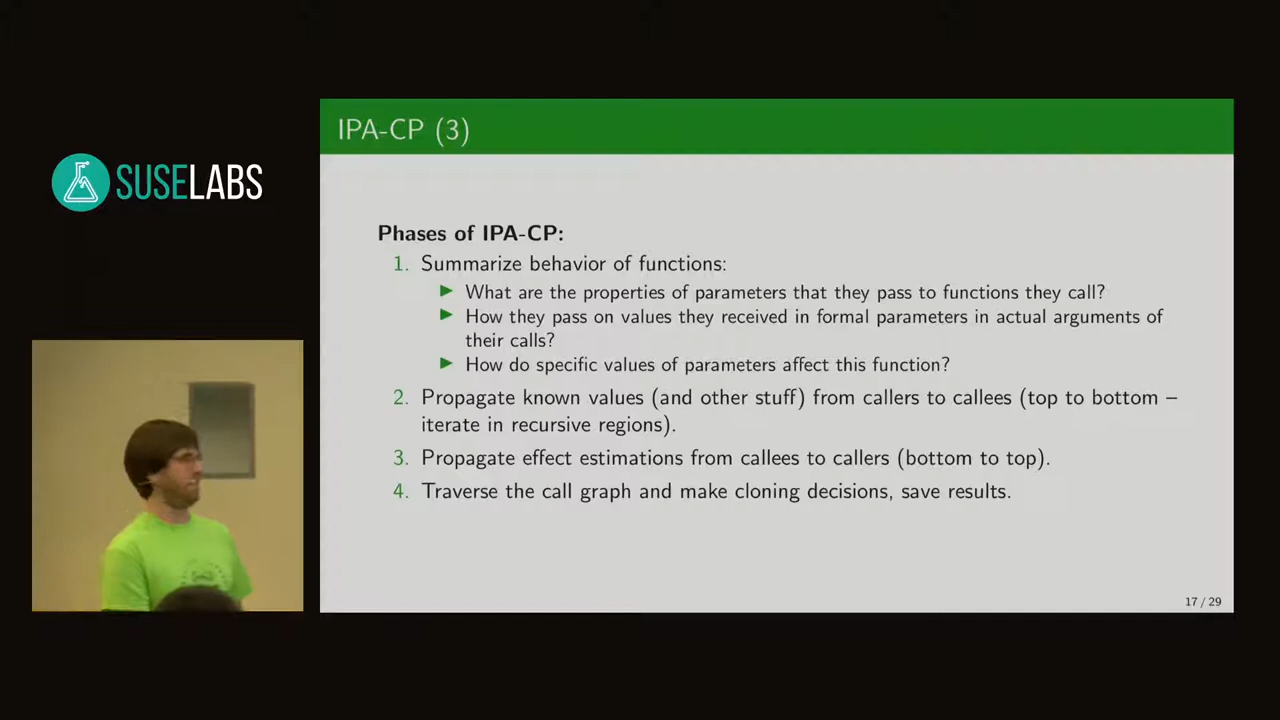 SUSELABS
IPA-CP (3)
Phases of IPA-CP:
1. Summarize behavior of functions:
▶ What are the properties of parameters that they pass to functions they call?
▶ How they pass on values they received in formal parameters in actual arguments of
their calls?
▶ How do specific values of parameters affect this function?
2. Propagate known values (and other stuff) from callers to callees (top to bottom –
iterate in recursive regions).
3. Propagate effect estimations from callees to callers (bottom to top).
4. Traverse the call graph and make cloning decisions, save results.
17 / 29